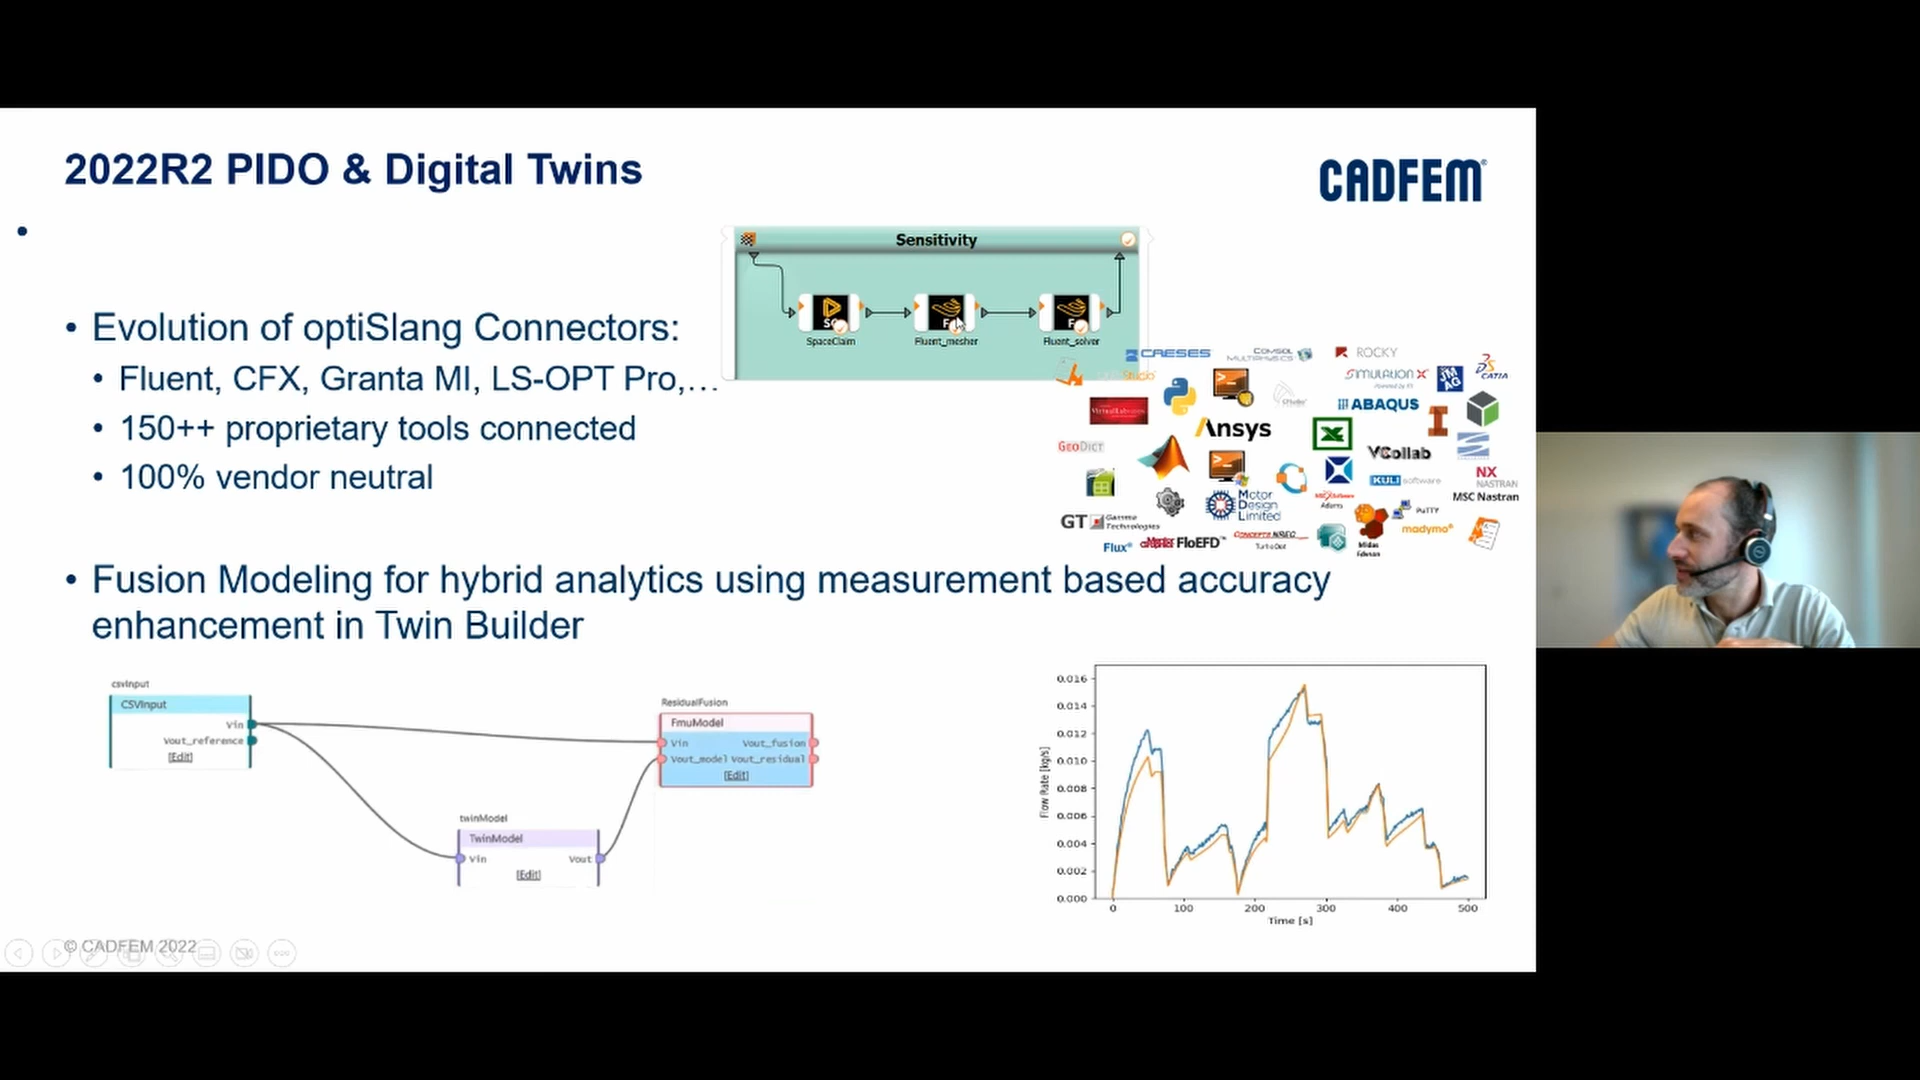 2022R2 PIDO & Digital Twins
CADFEM
Sensitivity
SpaceClaim
Fluent_mesher
Fluent_solver
• Evolution of optiSlang Connectors:
• Fluent, CFX, Granta MI, LS-OPT Pro,...
• 150++ proprietary tools connected
• 100% vendor neutral
CAESES
COMSOL
MULTIPHYSICS
ROCKY
Studio
SIMULATIONX
JMAG
CATIA
VirtualLab
Ansys
ABAQUS
GEODICT
VCollab
NX
NASTRAN
KULI software
MSC Nastran
Motor
Design
Limited
Adams
PuTTY
GT Gamma
Technologies
madymo
Flux
FloEFD
CONCEPTS NREC
Midas
• Fusion Modeling for hybrid analytics using measurement based accuracy
enhancement in Twin Builder
csvInput
CSVInput
Vin
Vout_reference
[Edit]
ResidualFusion
FmuModel
Vin Vout_fusion
Vout_model Vout_residual
[Edit]
twinModel
TwinModel
Vin Vout
[Edit]
0.016
0.014
0.012
0.010
0.008
0.006
0.004
0.002
0.000
Flow Rate [kg/s]
0 100 200 300 400 500
Time [s]
© CADFEM 2022